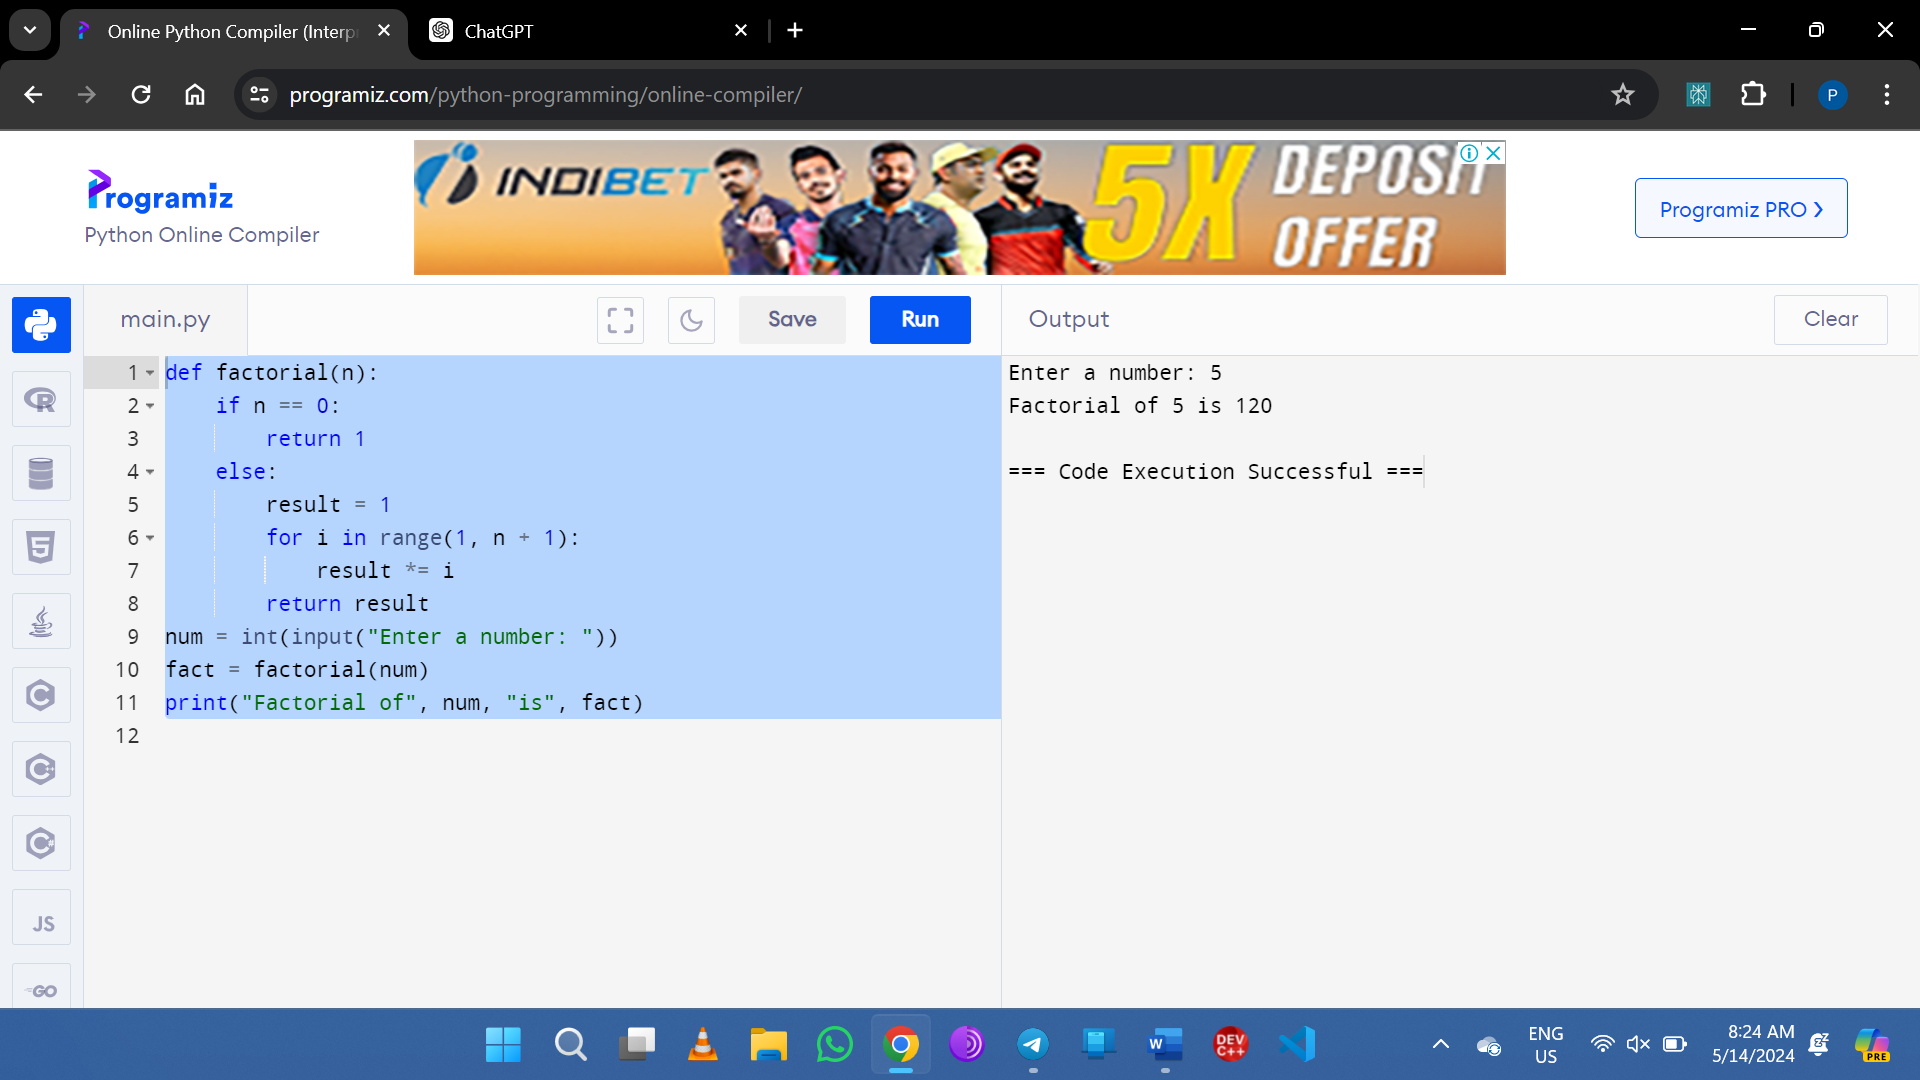 Online Python Compiler (Interp
ChatGPT
programiz.com/python-programming/online-compiler/
P
Programiz
Python Online Compiler
INDIBET
5X
DEPOSIT
OFFER
Programiz PRO ❯
main.py
Save
Run
Output
Clear
1 def factorial(n):
2     if n == 0:
3         return 1
4     else:
5         result = 1
6         for i in range(1, n + 1):
7             result *= i
8         return result
9 num = int(input("Enter a number: "))
10 fact = factorial(num)
11 print("Factorial of", num, "is", fact)
12
Enter a number: 5
Factorial of 5 is 120
=== Code Execution Successful ===
R
5
C
C++
C#
JS
GO
W
DEV
C++
ENG
US
8:24 AM
5/14/2024
PRE